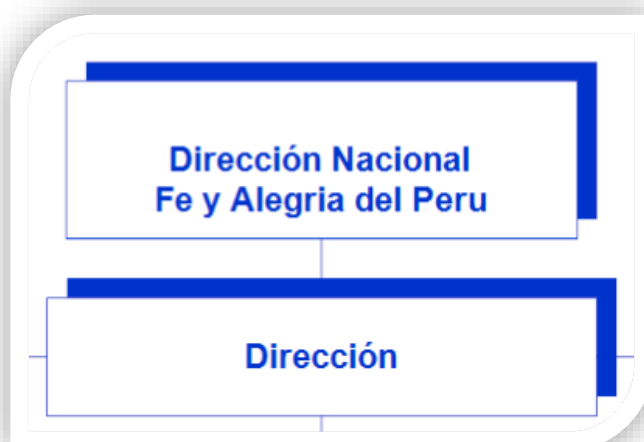 Dirección Nacional
Fe y Alegria del Peru
Dirección